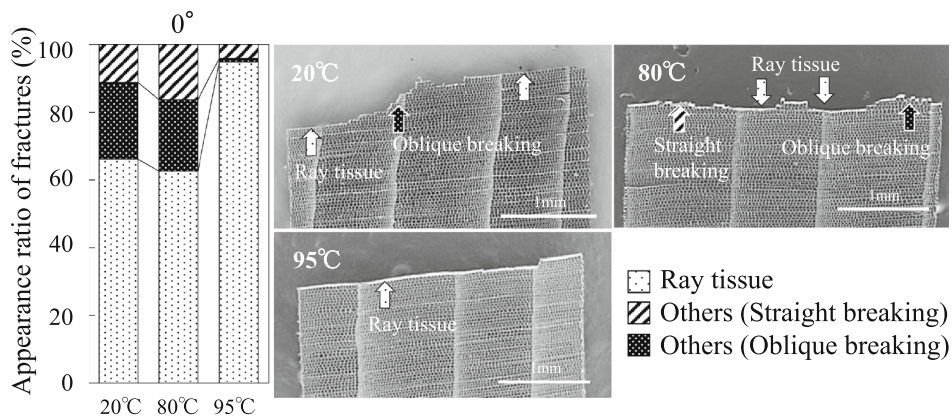 0°
Appearance ratio of fractures (%)
100
80
60
40
20
0
20℃
80℃
95℃
20℃
Oblique breaking
Ray tissue
1mm
80℃
Ray tissue
Straight
breaking
Oblique breaking
1mm
95℃
Ray tissue
1mm
Ray tissue
Others (Straight breaking)
Others (Oblique breaking)